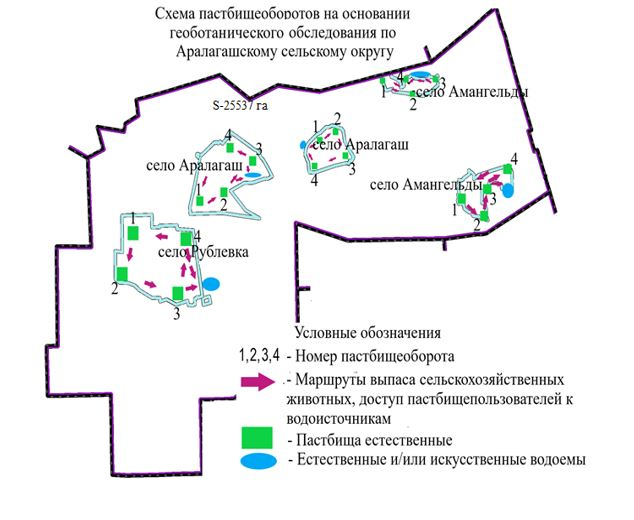 Схема пастбищеоборотов на основании
геоботанического обследования по
Аралагашскому сельскому округу
S-25537 га
4
1
3
2
село Амангельды
1
2
село Аралагаш
4
3
4
3
село Аралагаш
1
2
4
село Амангельды
1
3
2
1
4
село Рублевка
2
3
Условные обозначения
1,2,3,4 - Номер пастбищеоборота
- Маршруты выпаса сельскохозяйственных
животных, доступ пастбищепользователей к
водоисточникам
- Пастбища естественные
- Естественные и/или искусственные водоемы